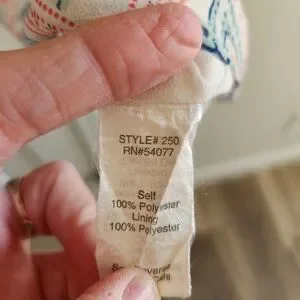 STYLE# 250
RN#54077
Self
100% Polyester
Lining
100% Polyester